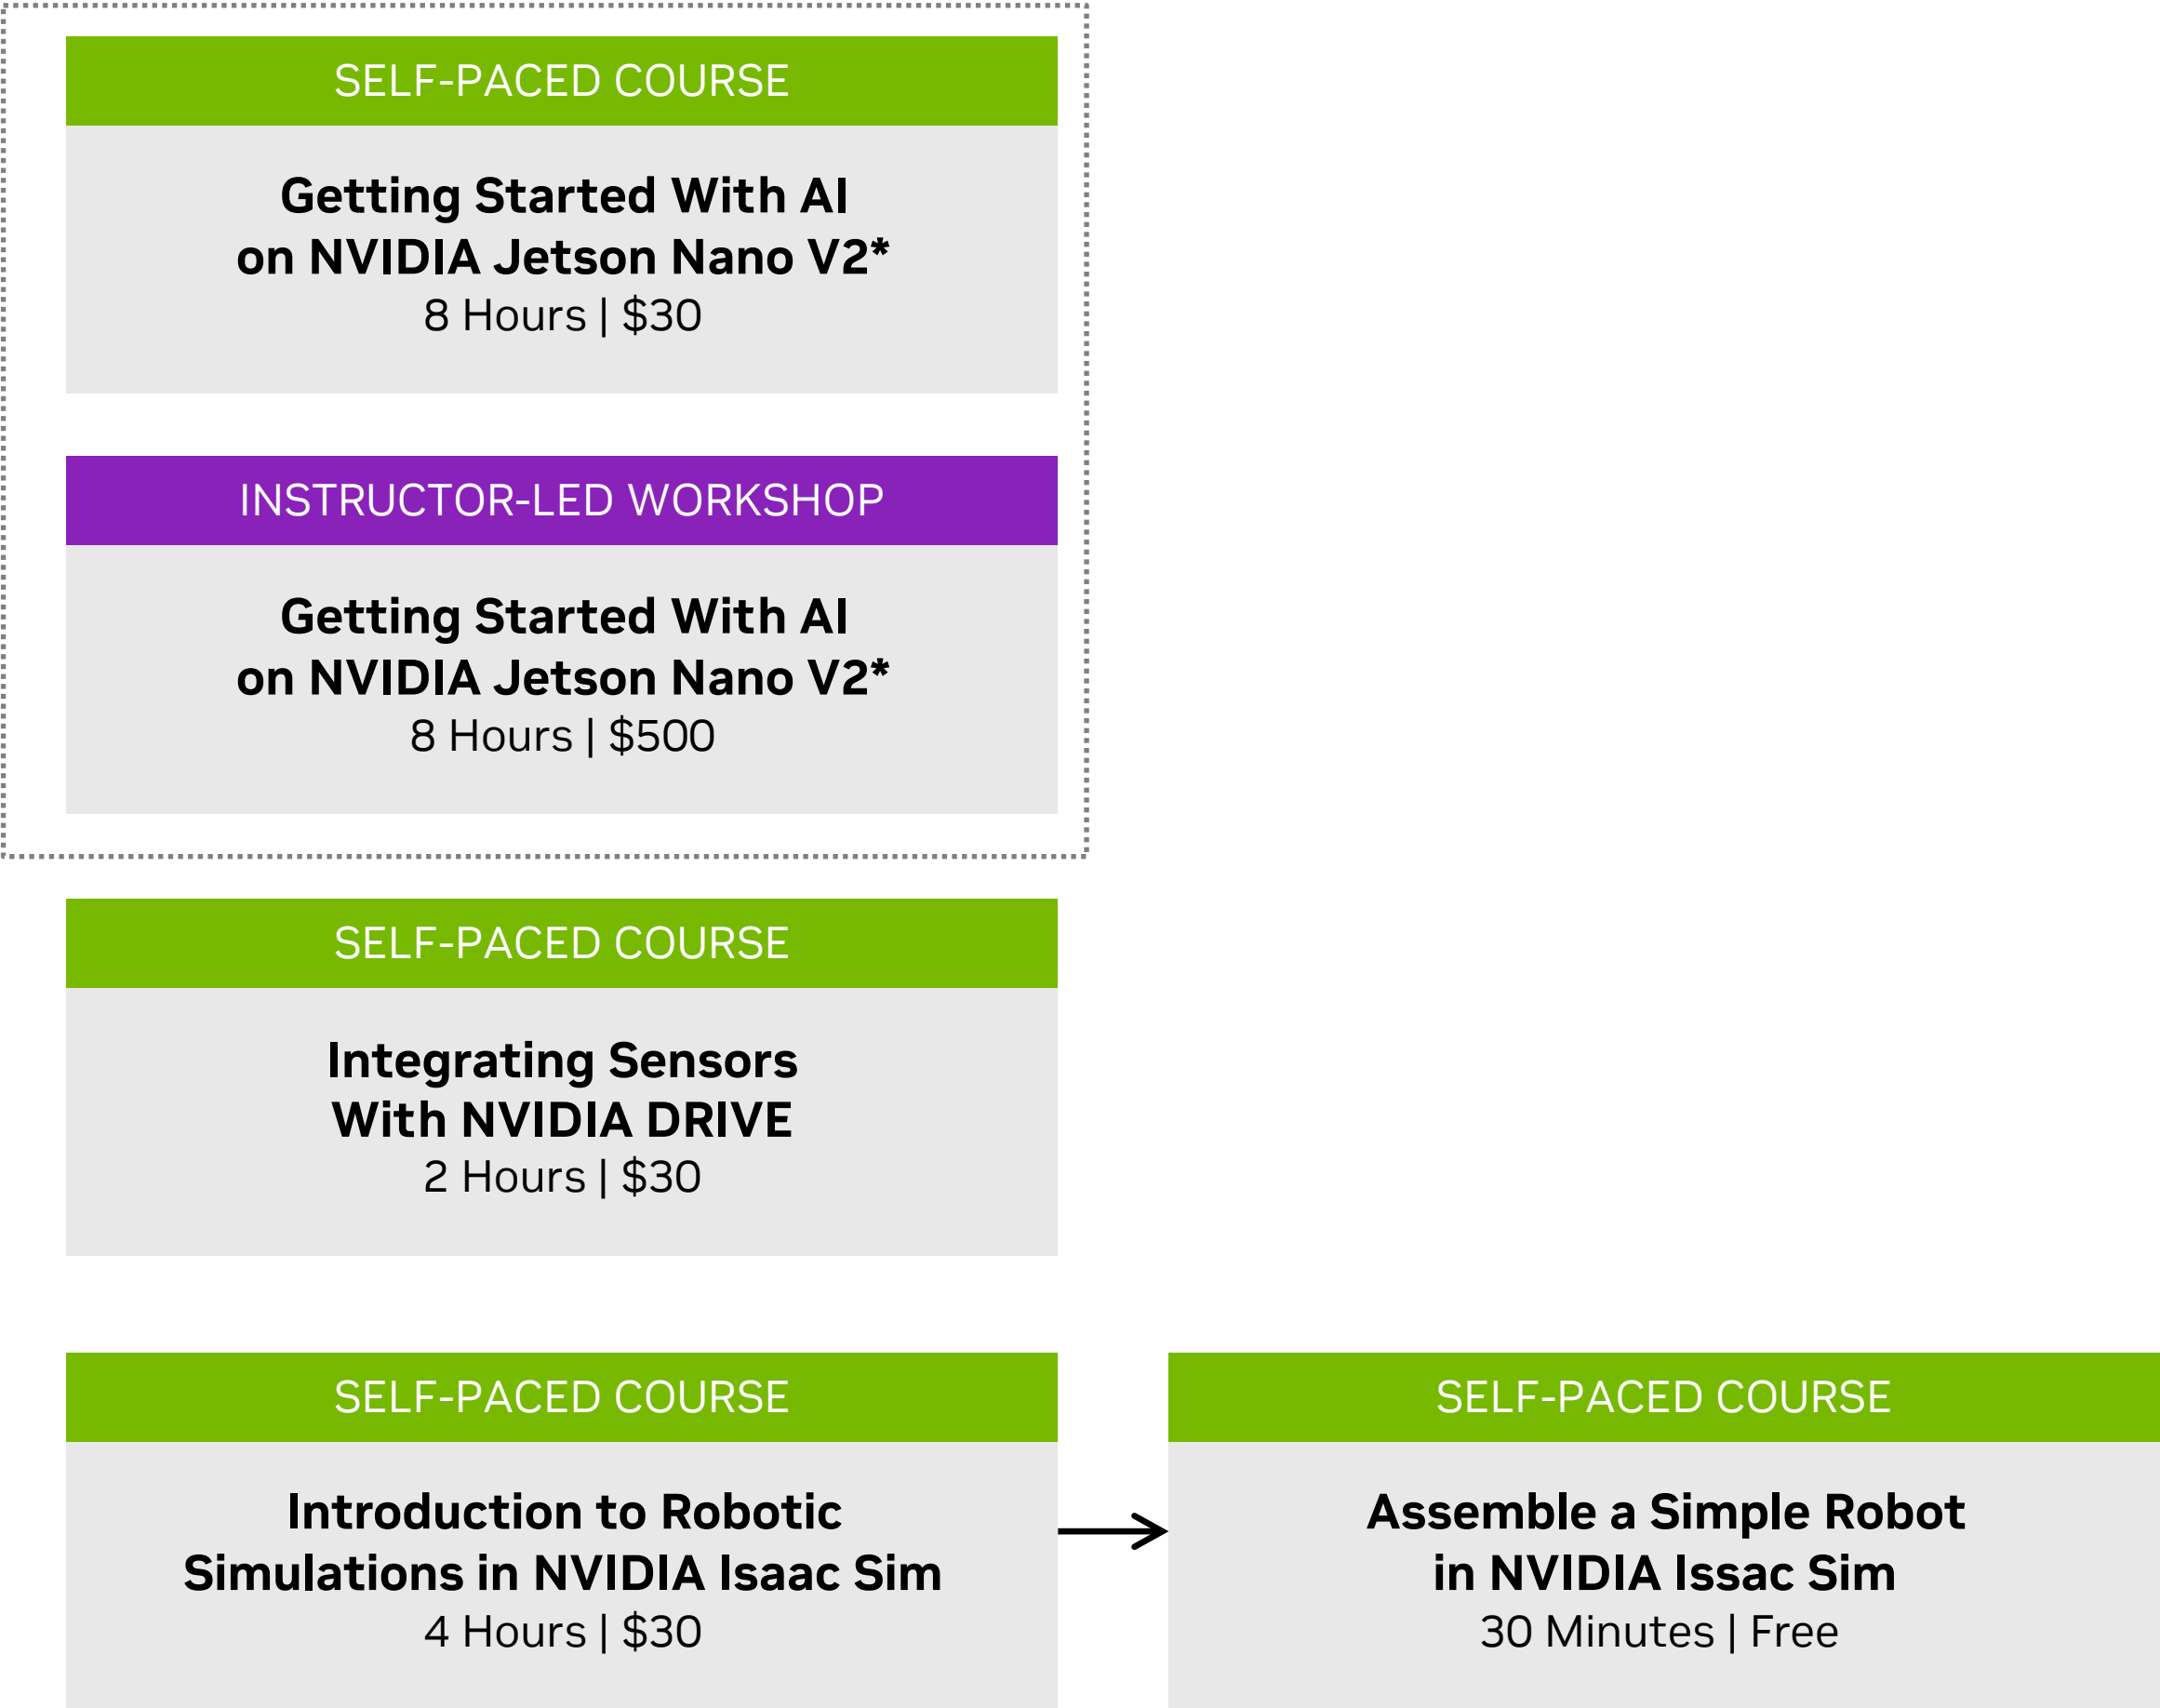 SELF-PACED COURSE
Getting Started With AI
on NVIDIA Jetson Nano V2*
8 Hours | $30
INSTRUCTOR-LED WORKSHOP
Getting Started With AI
on NVIDIA Jetson Nano V2*
8 Hours | $500
SELF-PACED COURSE
Integrating Sensors
With NVIDIA DRIVE
2 Hours | $30
SELF-PACED COURSE
Introduction to Robotic
Simulations in NVIDIA Isaac Sim
4 Hours | $30
SELF-PACED COURSE
Assemble a Simple Robot
in NVIDIA Issac Sim
30 Minutes | Free